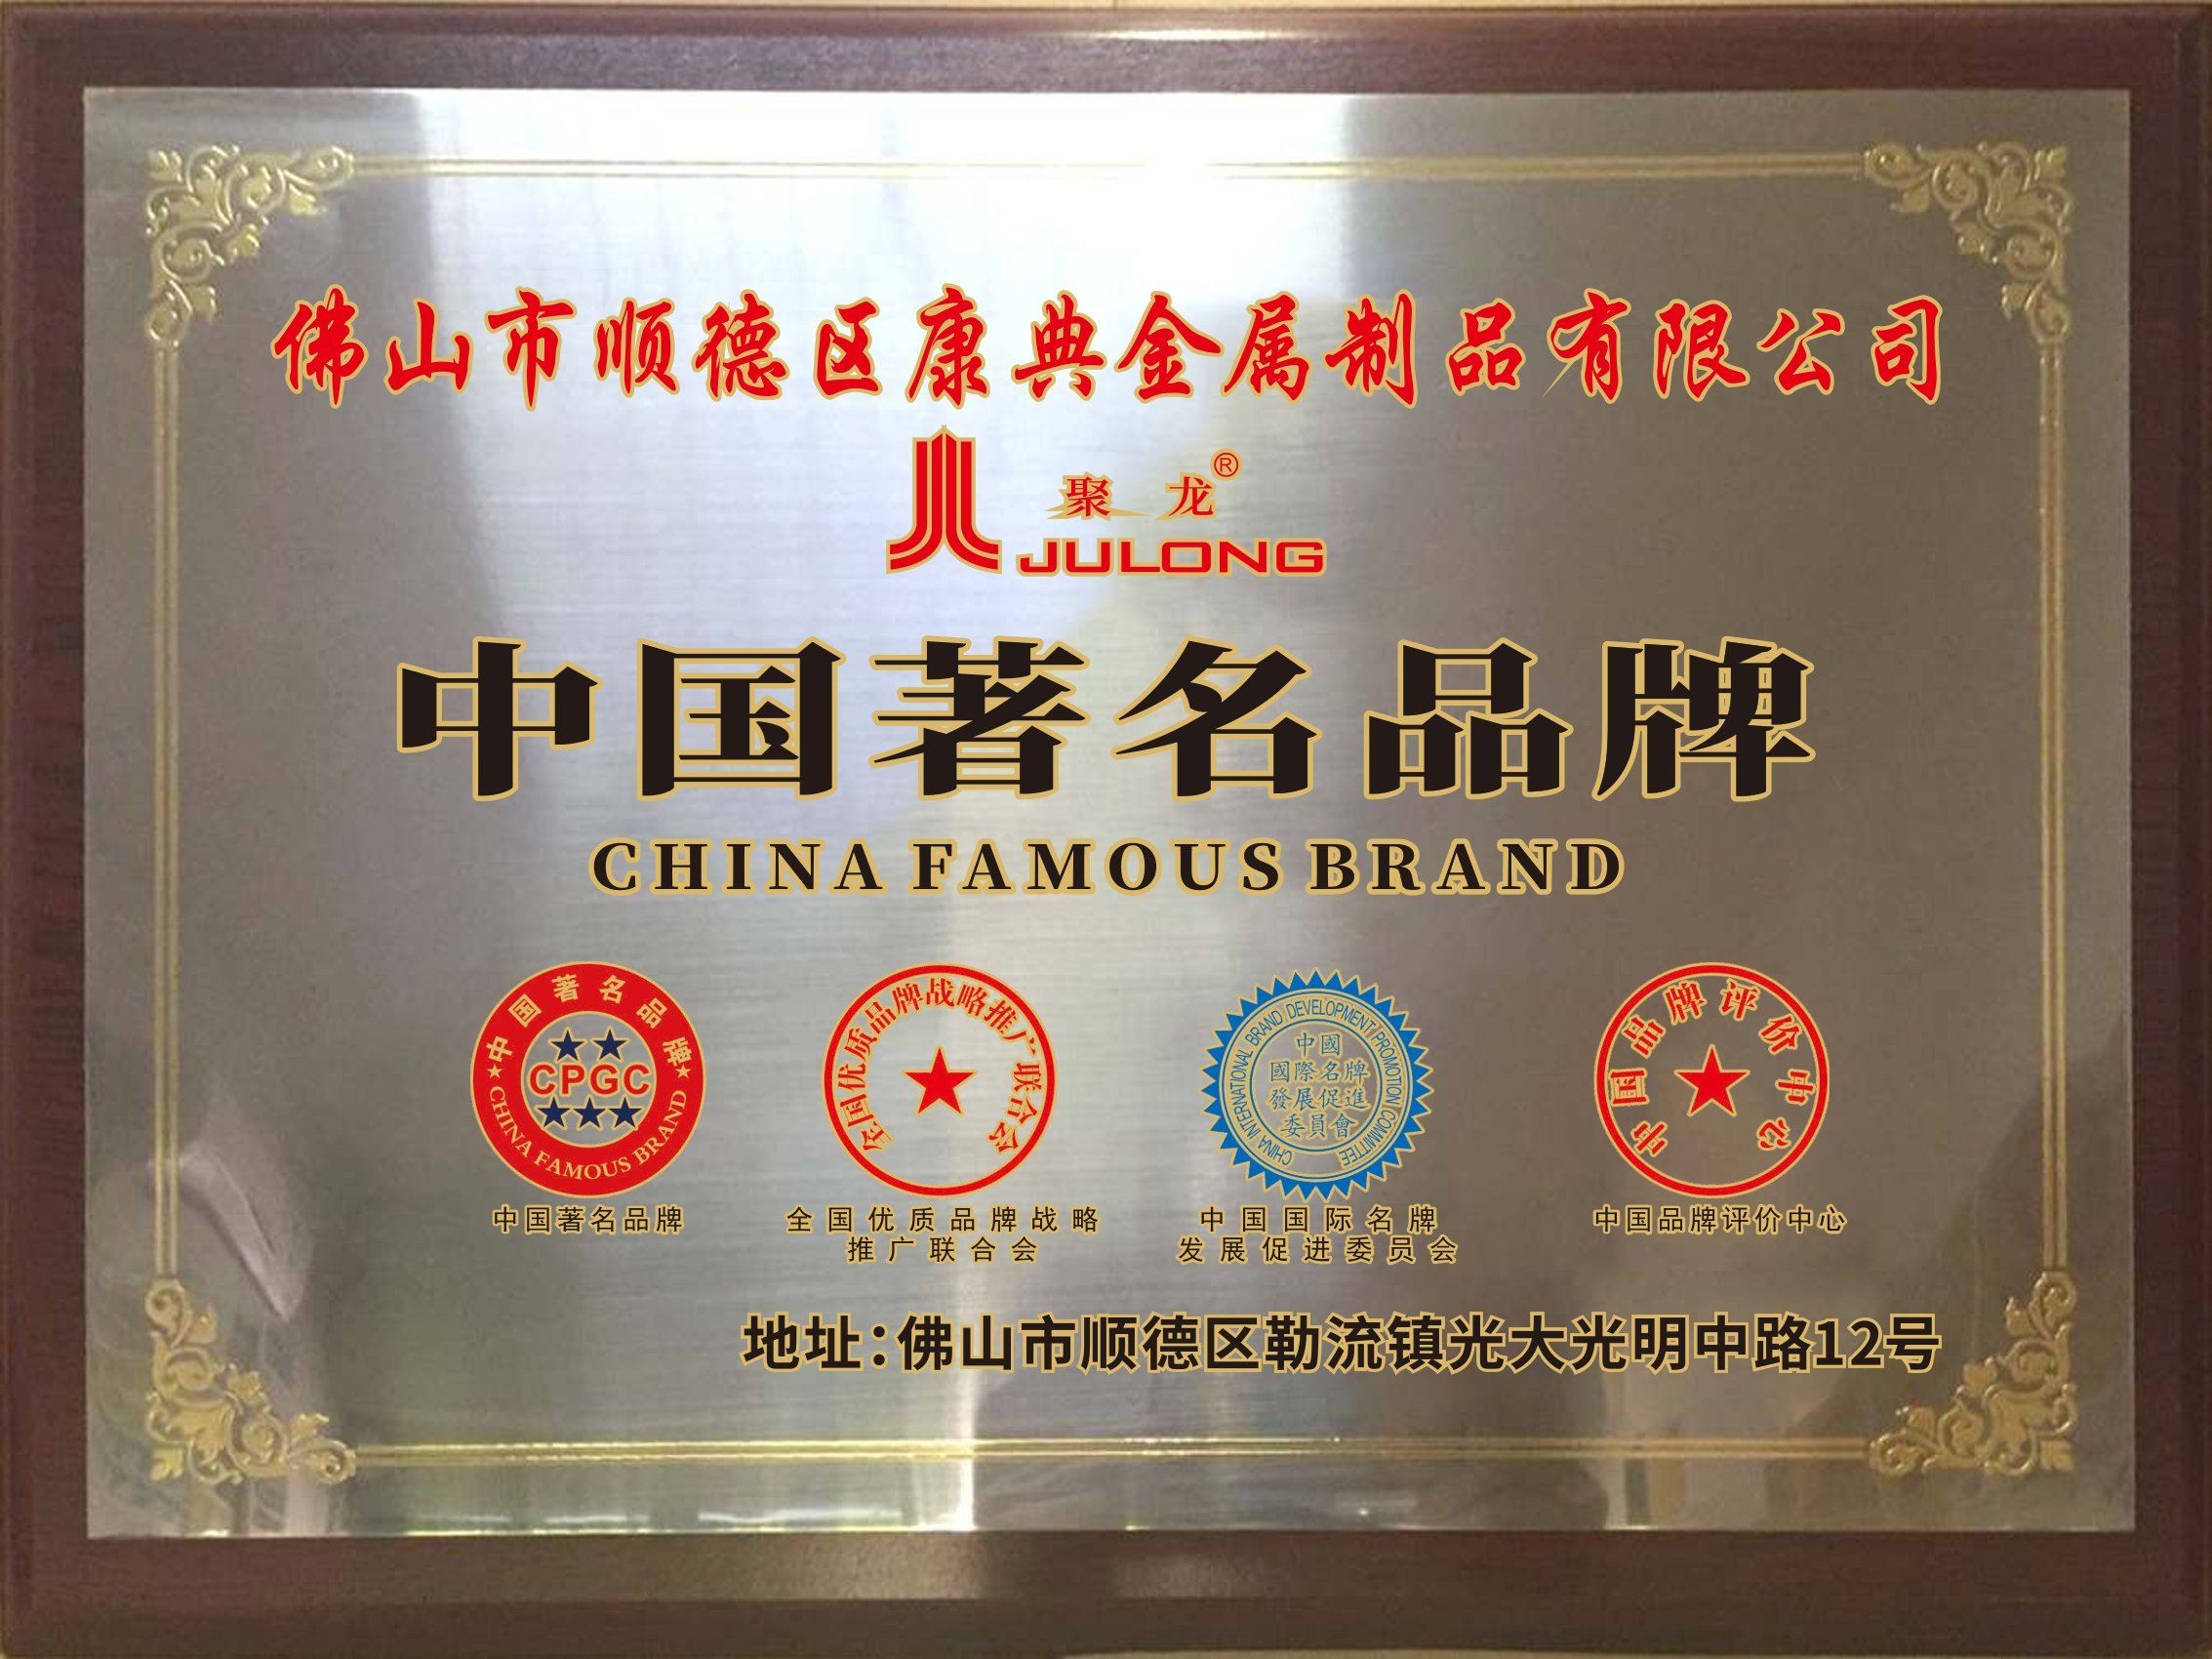 佛山市顺德区康典金属制品有限公司
聚龙®
JULONG
中国著名品牌
CHINA FAMOUS BRAND
中国著名品牌
CPGC
CHINA FAMOUS BRAND
中国著名品牌
全国优质品牌战略推广联合会
全国优质品牌战略
推广联合会
CHINA INTERNATIONAL BRAND DEVELOPMENT PROMOTION COMMITTEE
中國
國際名牌
發展促進
委員會
中国国际名牌
发展促进委员会
中国品牌评价中心
中国品牌评价中心
地址：佛山市顺德区勒流镇光大光明中路12号